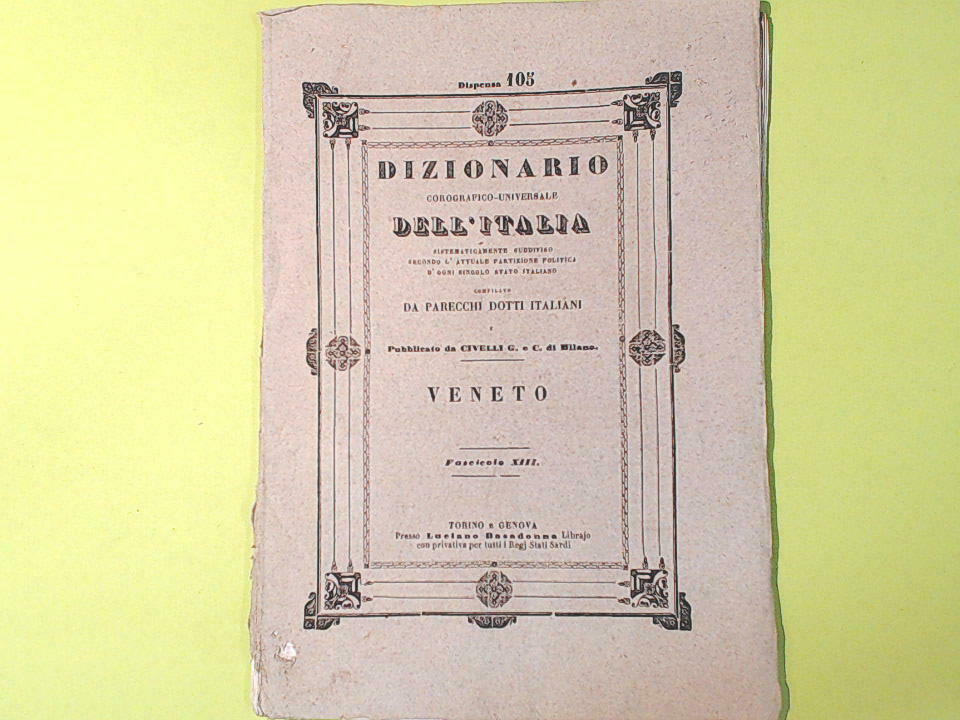 Dispensa 105
DIZIONARIO
COROGRAFICO-UNIVERSALE
DELL'ITALIA
SISTEMATICAMENTE SUDDIVISO
SECONDO L'ATTUALE PARTIZIONE POLITICA
D'OGNI SINGOLO STATO ITALIANO
COMPILATO
DA PARECCHI DOTTI ITALIANI
E
Pubblicato da CIVELLI G. e C. di Milano.
VENETO
Fascicolo XIII.
TORINO E GENOVA
Presso Luciano Basadonna Librajo
con privativa per tutti i Regj Stati Sardi